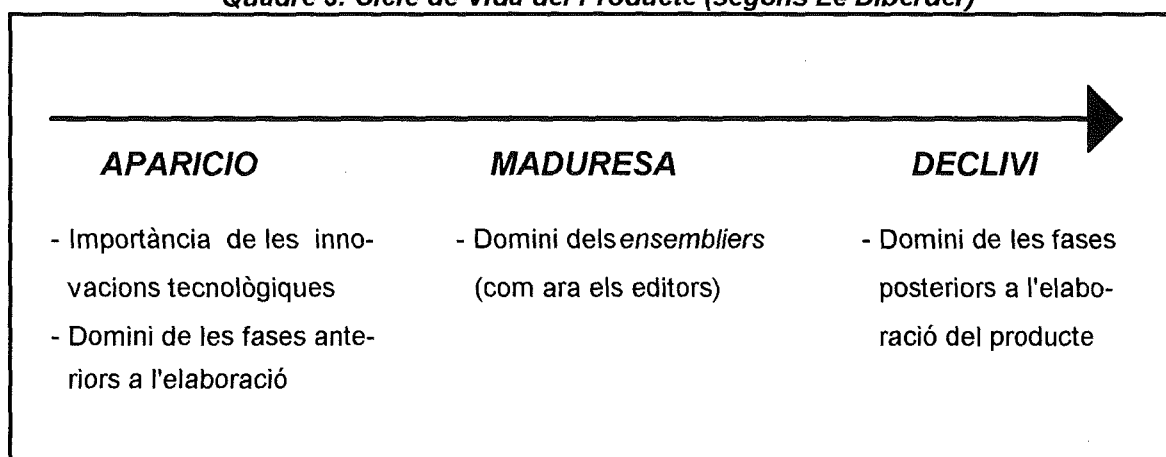 Quadre 3: Cicle de Vida del Producte (segons Le Diberder)
APARICIO
- Importància de les inno-
vacions tecnològiques
- Domini de les fases ante-
riors a l'elaboració
MADURESA
- Domini dels ensembliers
(com ara els editors)
DECLIVI
- Domini de les fases
posteriors a l'elabo-
ració del producte